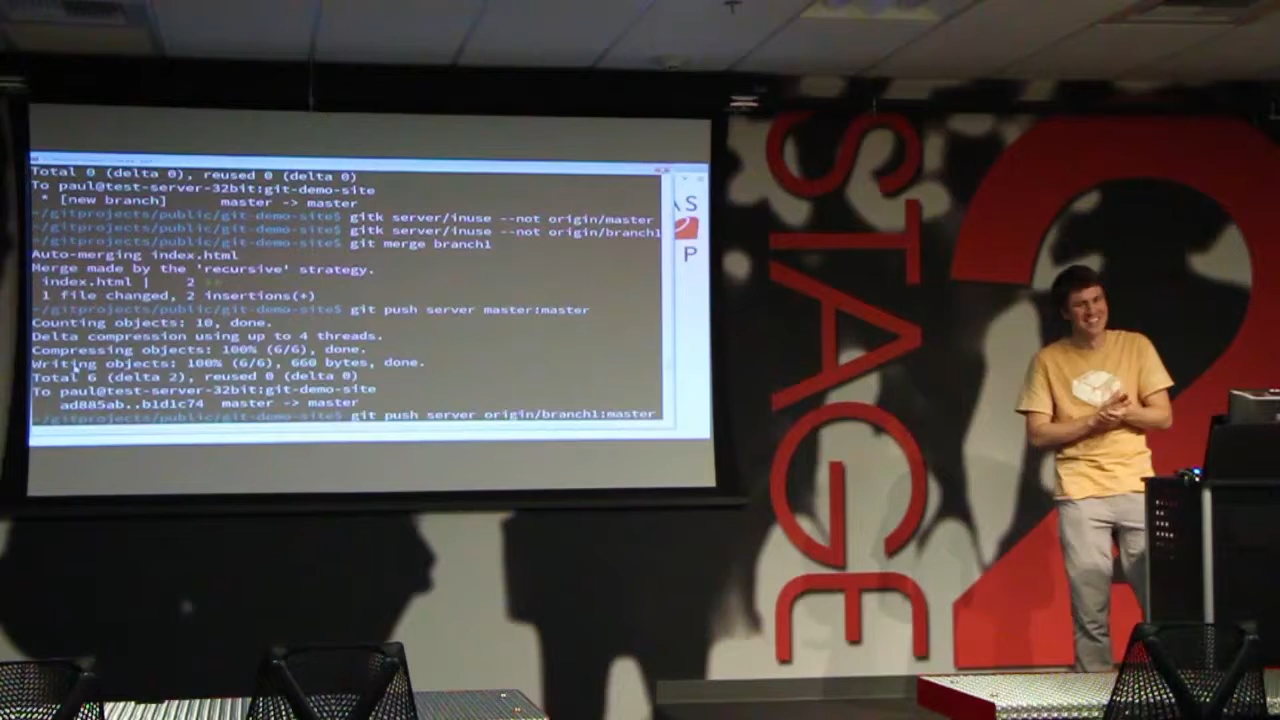 Total 0 (delta 0), reused 0 (delta 0)
To paul@test-server-32bit:git-demo-site
* [new branch] master -> master
~/gitprojects/public/git-demo-site$ gitk server/inuse --not origin/master
~/gitprojects/public/git-demo-site$ gitk server/inuse --not origin/branch1
~/gitprojects/public/git-demo-site$ git merge branch1
Auto-merging index.html
Merge made by the 'recursive' strategy.
index.html | 2 ++
1 file changed, 2 insertions(+)
~/gitprojects/public/git-demo-site$ git push server master:master
Counting objects: 10, done.
Delta compression using up to 4 threads.
Compressing objects: 100% (6/6), done.
Writing objects: 100% (6/6), 660 bytes, done.
Total 6 (delta 2), reused 0 (delta 0)
To paul@test-server-32bit:git-demo-site
ad885ab..b1d1c74 master -> master
~/gitprojects/public/git-demo-site$ git push server origin/branch1:master
AS
P
STAGE
2